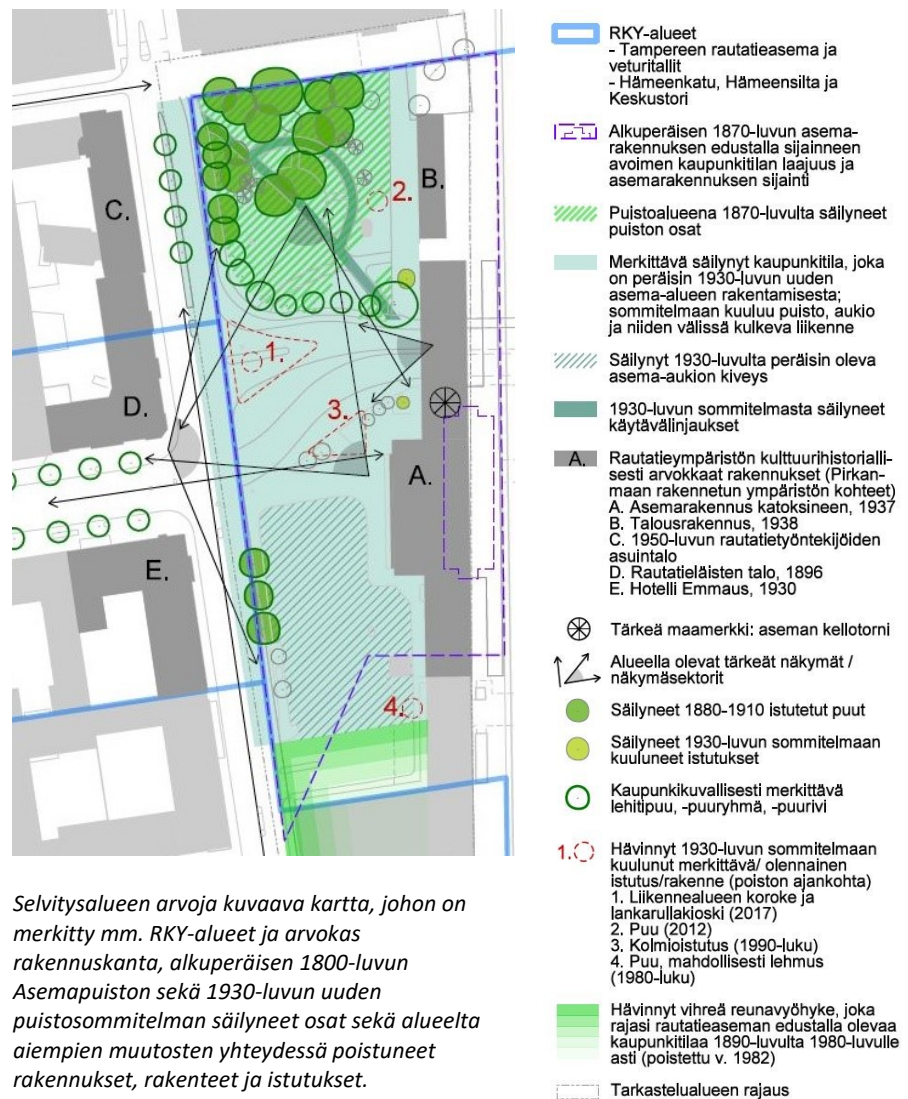 C.
B.
2.
1.
D.
3.
A.
E.
4.
Selvitysalueen arvoja kuvaava kartta, johon on
merkitty mm. RKY-alueet ja arvokas
rakennuskanta, alkuperäisen 1800-luvun
Asemapuiston sekä 1930-luvun uuden
puistosommitelman säilyneet osat sekä alueelta
aiempien muutosten yhteydessä poistuneet
rakennukset, rakenteet ja istutukset.
RKY-alueet
- Tampereen rautatieasema ja
veturitallit
- Hämeenkatu, Hämeensilta ja
Keskustori
Alkuperäisen 1870-luvun asema-
rakennuksen edustalla sijainneen
avoimen kaupunkitilan laajuus ja
asemarakennuksen sijainti
Puistoalueena 1870-luvulta säilyneet
puiston osat
Merkittävä säilynyt kaupunkitila, joka
on peräisin 1930-luvun uuden
asema-alueen rakentamisesta;
sommitelmaan kuuluu puisto, aukio
ja niiden välissä kulkeva liikenne
Säilynyt 1930-luvulta peräisin oleva
asema-aukion kiveys
1930-luvun sommitelmasta säilyneet
käytävälinjaukset
A. Rautatieympäristön kulttuurihistorialli-
sesti arvokkaat rakennukset (Pirkan-
maan rakennetun ympäristön kohteet)
A. Asemarakennus katoksineen, 1937
B. Talousrakennus, 1938
C. 1950-luvun rautatietyöntekijöiden
asuintalo
D. Rautatieläisten talo, 1896
E. Hotelli Emmaus, 1930
Tärkeä maamerkki: aseman kellotorni
Alueella olevat tärkeät näkymät /
näkymäsektorit
Säilyneet 1880-1910 istutetut puut
Säilyneet 1930-luvun sommitelmaan
kuuluneet istutukset
Kaupunkikuvallisesti merkittävä
lehtipuu, -puuryhmä, -puurivi
1. Hävinnyt 1930-luvun sommitelmaan
kuulunut merkittävä/ olennainen
istutus/rakenne (poiston ajankohta)
1. Liikennealueen koroke ja
lankarullakioski (2017)
2. Puu (2012)
3. Kolmioistutus (1990-luku)
4. Puu, mahdollisesti lehmus
(1980-luku)
Hävinnyt vihreä reunavyöhyke, joka
rajasi rautatieaseman edustalla olevaa
kaupunkitilaa 1890-luvulta 1980-luvulle
asti (poistettu v. 1982)
Tarkastelualueen rajaus